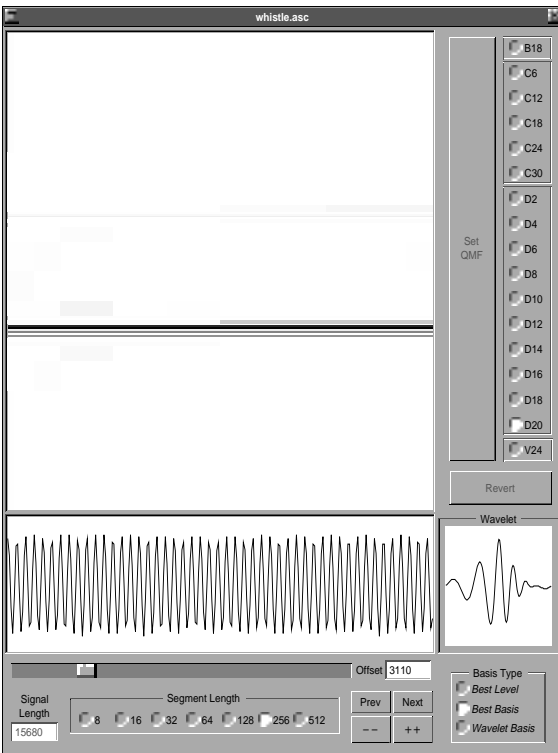 whistle.asc
B18
C6
C12
C18
C24
C30
D2
D4
D6
D8
D10
D12
D14
D16
D18
D20
V24
Set
QMF
Revert
Wavelet
Offset 3110
Signal
Length
15680
Segment Length
8 16 32 64 128 256 512
Prev Next
-- ++
Basis Type
Best Level
Best Basis
Wavelet Basis